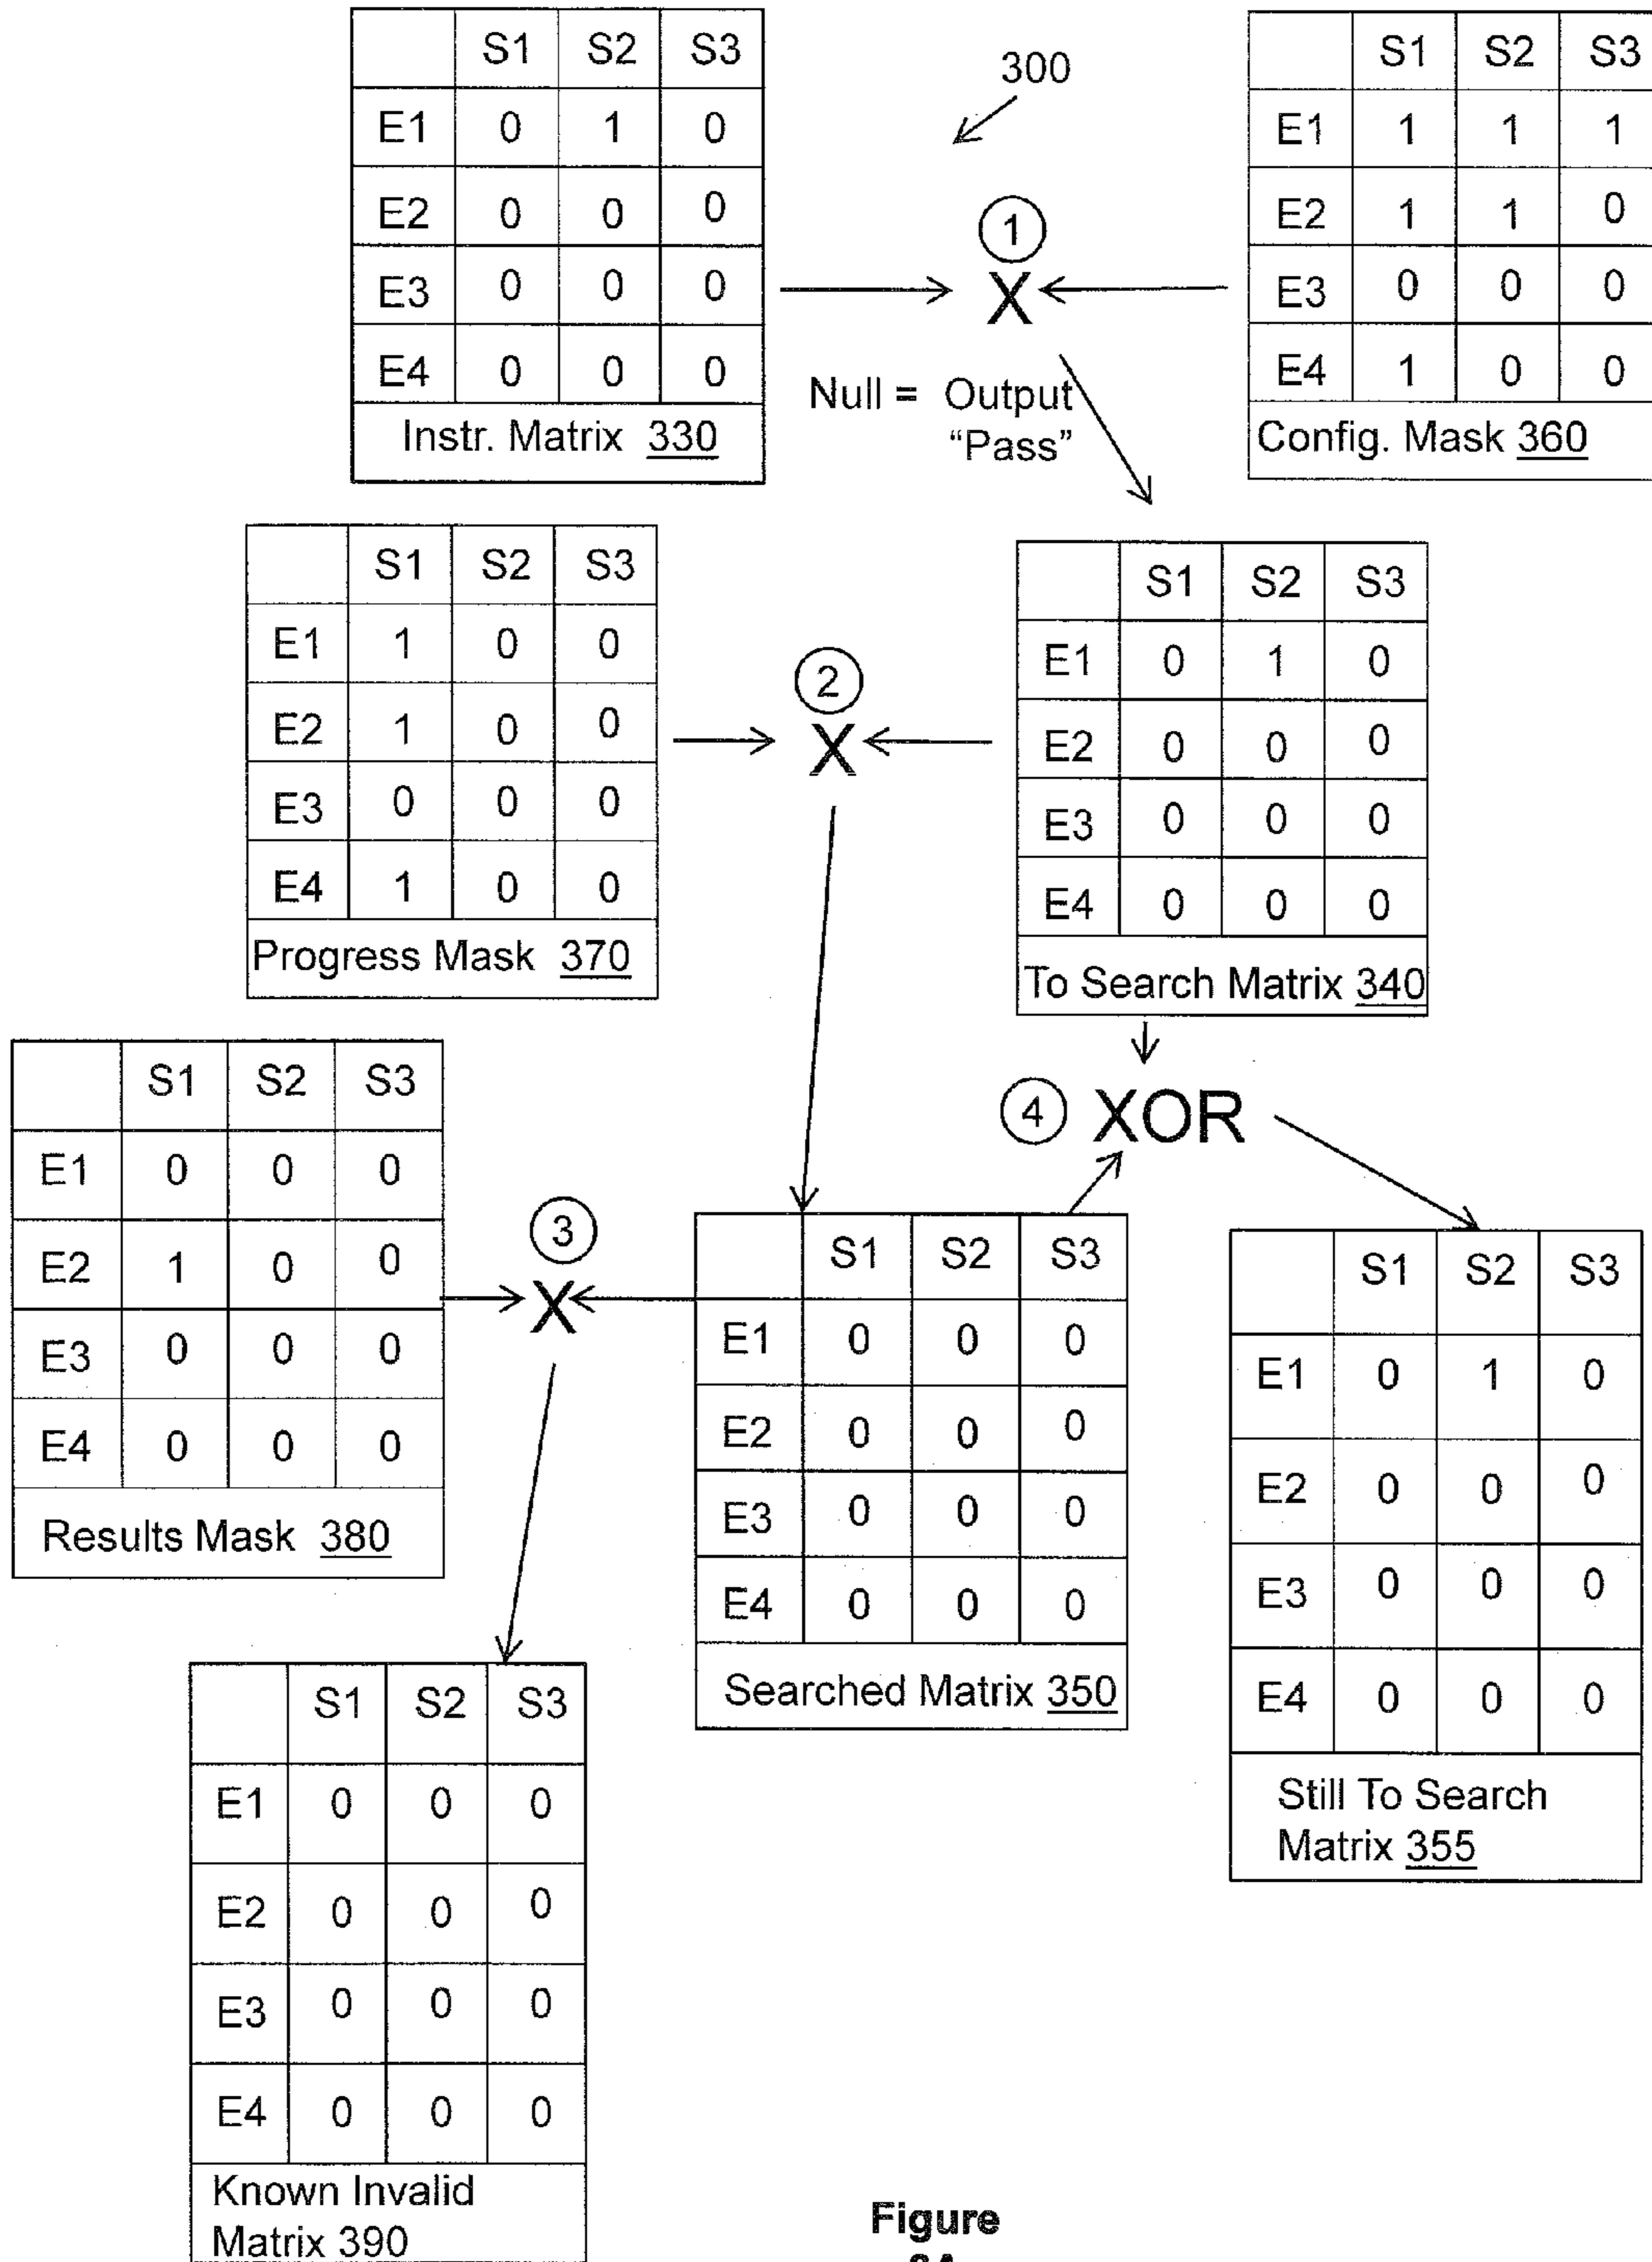 S1 S2 S3
E1 0 1 0
E2 0 0 0
E3 0 0 0
E4 0 0 0
Instr. Matrix 330
300
S1 S2 S3
E1 1 1 1
E2 1 1 0
E3 0 0 0
E4 1 0 0
Config. Mask 360
1
X
Null = Output
“Pass”
S1 S2 S3
E1 1 0 0
E2 1 0 0
E3 0 0 0
E4 1 0 0
Progress Mask 370
2
X
S1 S2 S3
E1 0 1 0
E2 0 0 0
E3 0 0 0
E4 0 0 0
To Search Matrix 340
4 XOR
S1 S2 S3
E1 0 0 0
E2 1 0 0
E3 0 0 0
E4 0 0 0
Results Mask 380
3
X
S1 S2 S3
E1 0 0 0
E2 0 0 0
E3 0 0 0
E4 0 0 0
Searched Matrix 350
S1 S2 S3
E1 0 1 0
E2 0 0 0
E3 0 0 0
E4 0 0 0
Still To Search
Matrix 355
S1 S2 S3
E1 0 0 0
E2 0 0 0
E3 0 0 0
E4 0 0 0
Known Invalid
Matrix 390
Figure